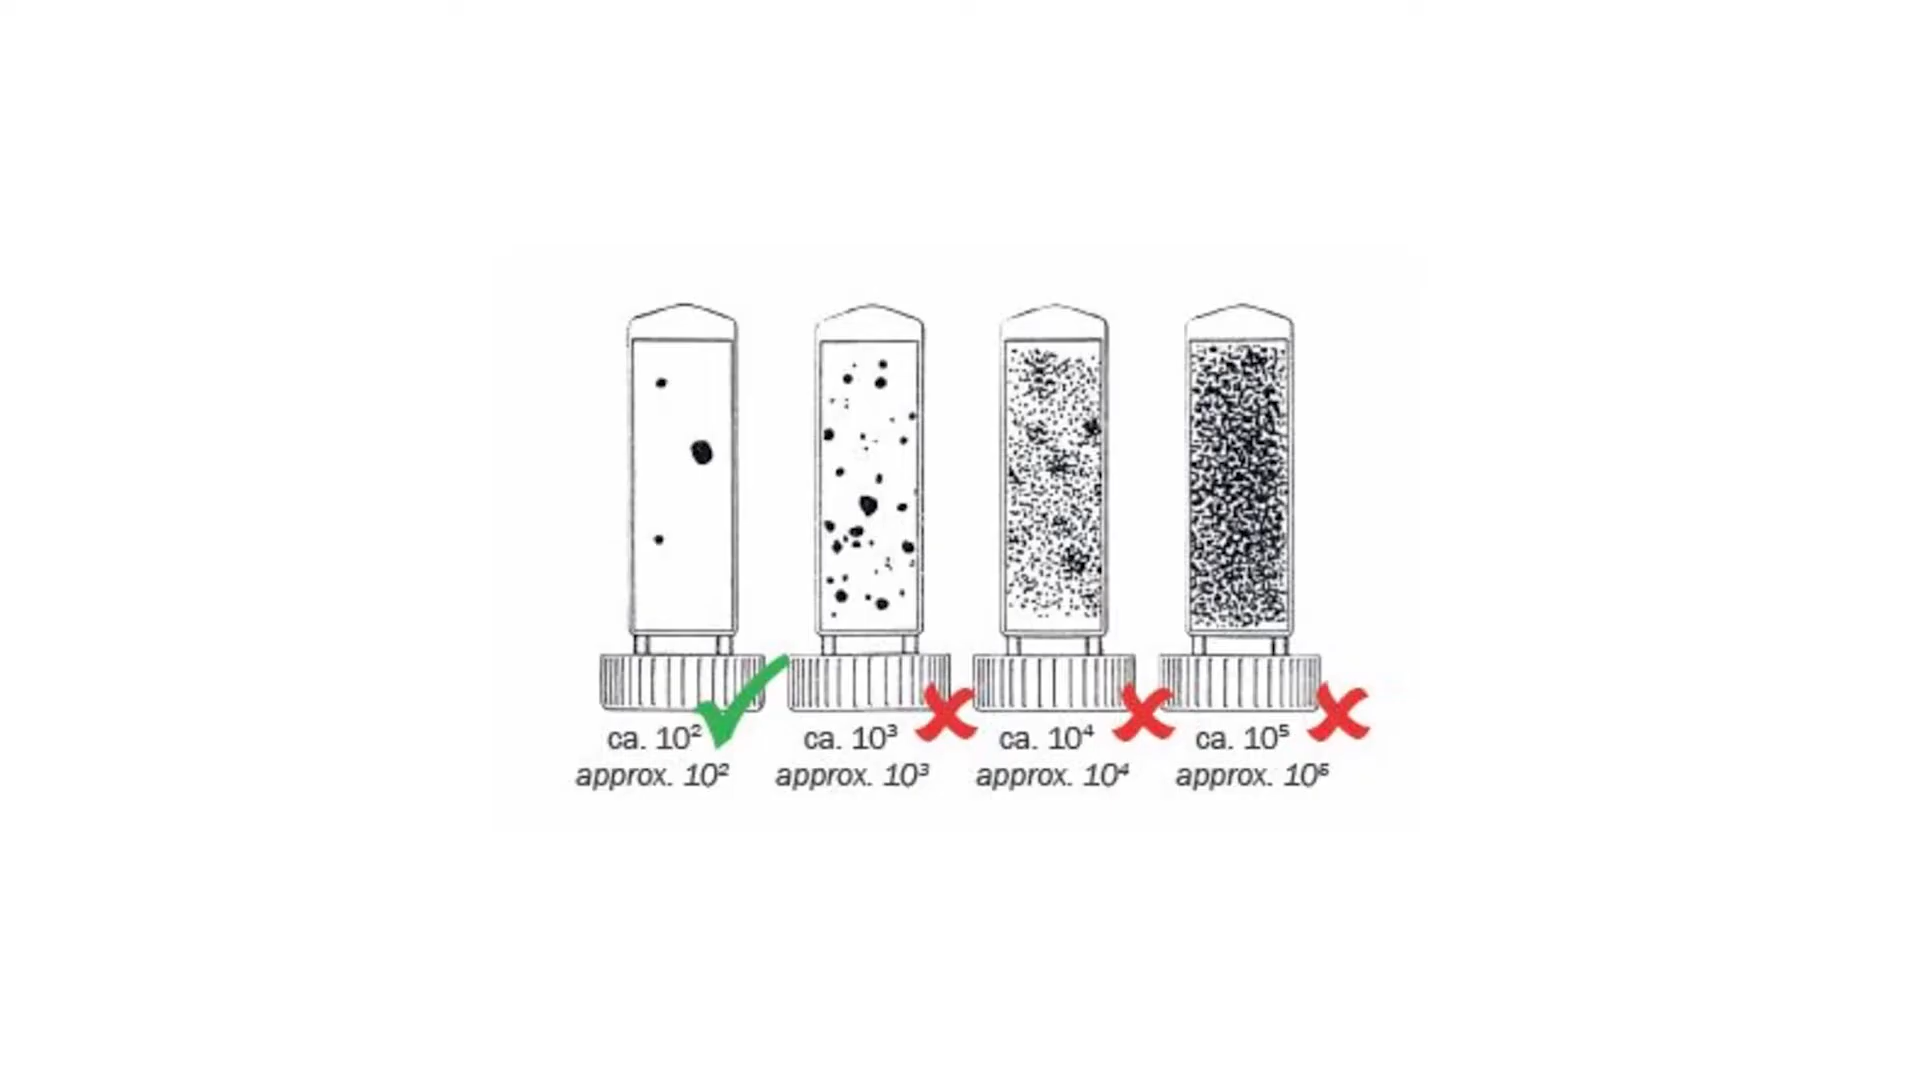 ca. 10² ca. 10³ ca. 10⁴ ca. 10⁵
approx. 10² approx. 10³ approx. 10⁴ approx. 10⁵